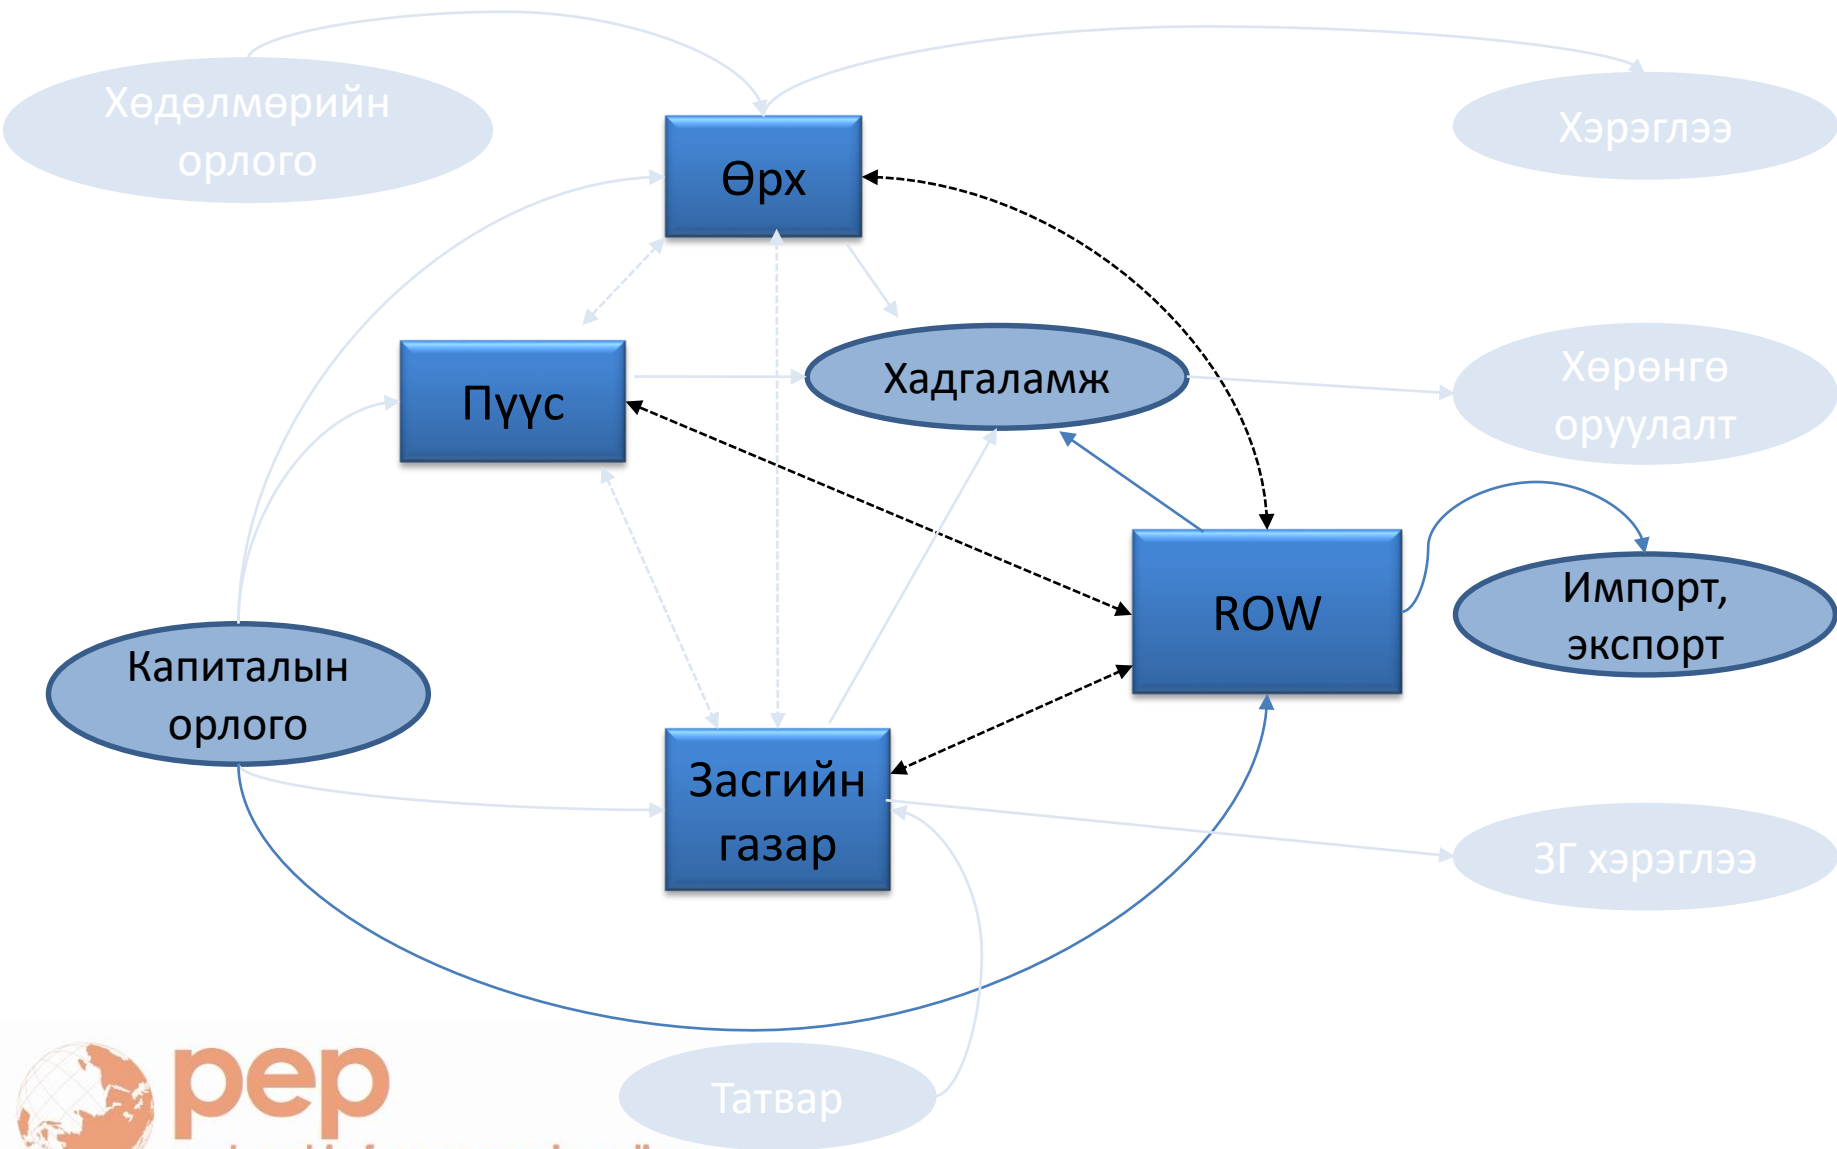 Хөдөлмөрийн
орлого
Өрх
Хэрэглээ
Пүүс
Хадгаламж
Хөрөнгө
оруулалт
ROW
Импорт,
экспорт
Капиталын
орлого
Засгийн
газар
ЗГ хэрэглээ
Татвар
pep